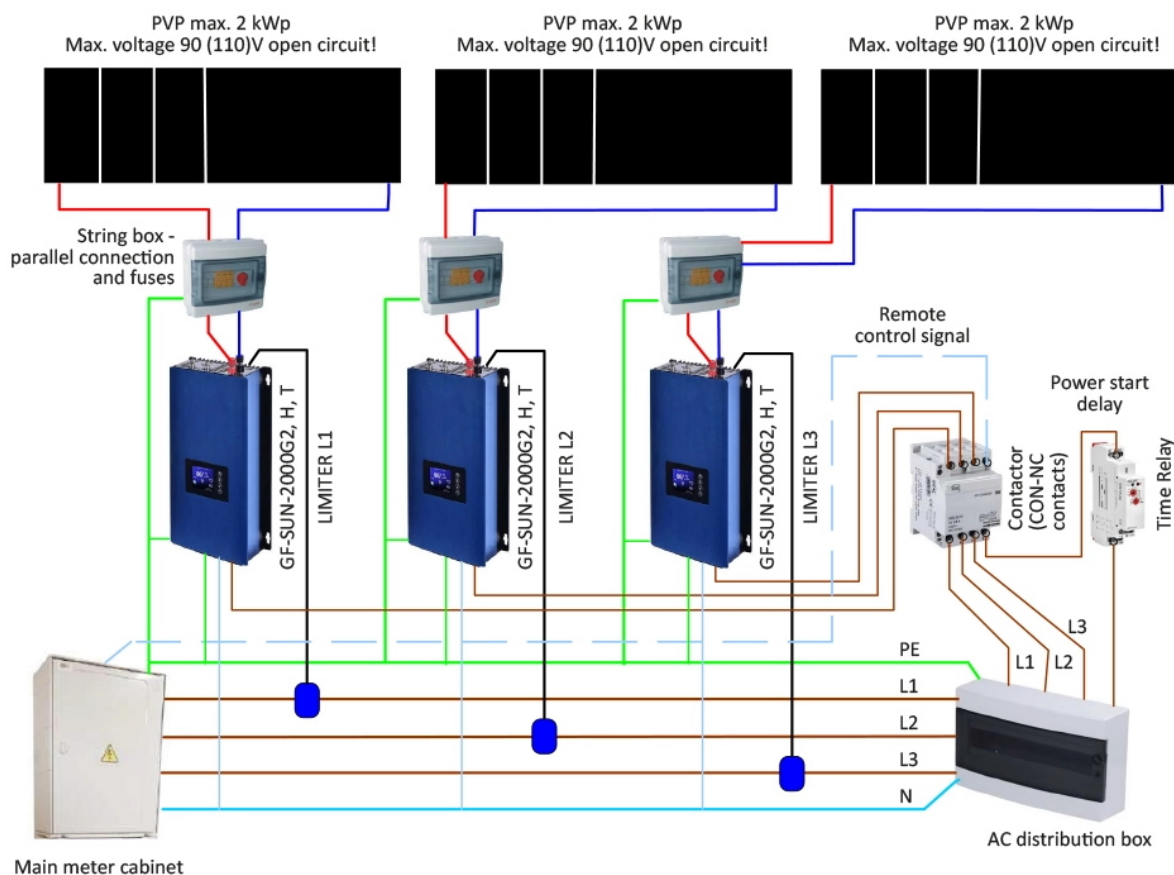 PVP max. 2 kWp
Max. voltage 90 (110)V open circuit!
PVP max. 2 kWp
Max. voltage 90 (110)V open circuit!
PVP max. 2 kWp
Max. voltage 90 (110)V open circuit!
String box -
parallel connection
and fuses
Remote
control signal
Power start
delay
GF-SUN-2000G2, H, T
LIMITER L1
GF-SUN-2000G2, H, T
LIMITER L2
GF-SUN-2000G2, H, T
LIMITER L3
Contactor
(CON-NC
contacts)
Time Relay
L3
L1
L2
PE
L1
L2
L3
N
AC distribution box
Main meter cabinet